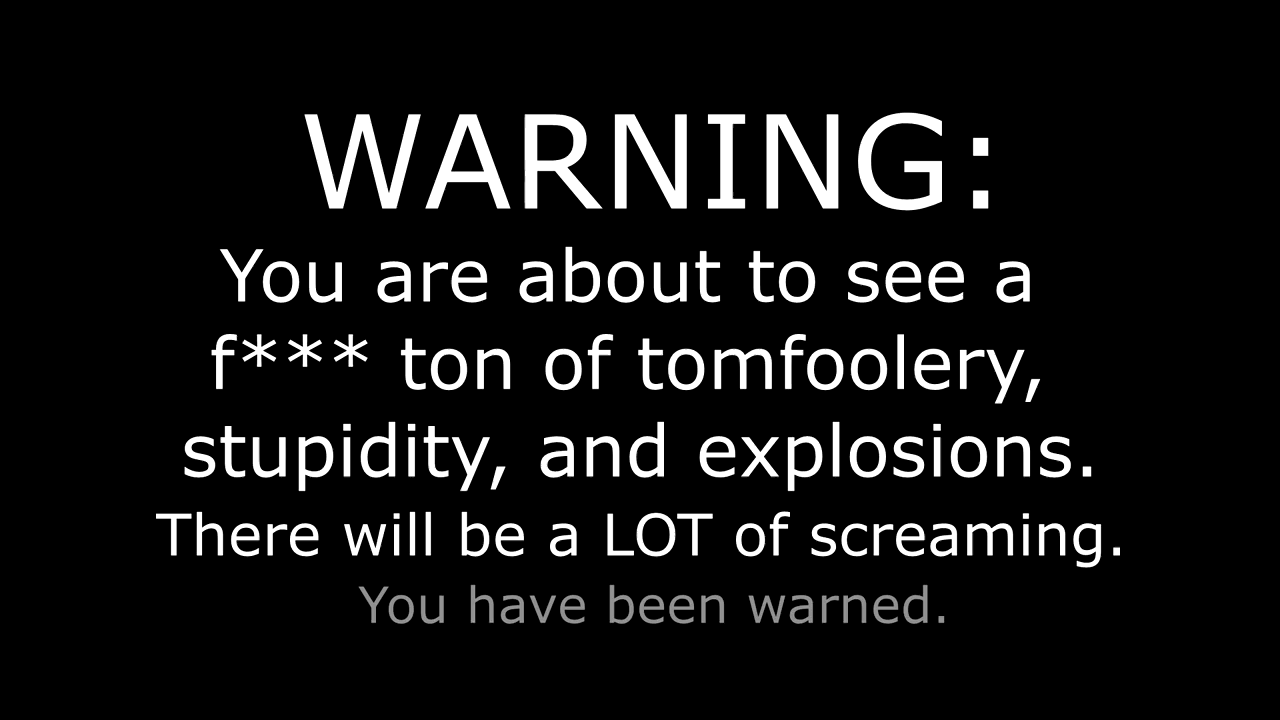 WARNING:
You are about to see a
f*** ton of tomfoolery,
stupidity, and explosions.
There will be a LOT of screaming.
You have been warned.